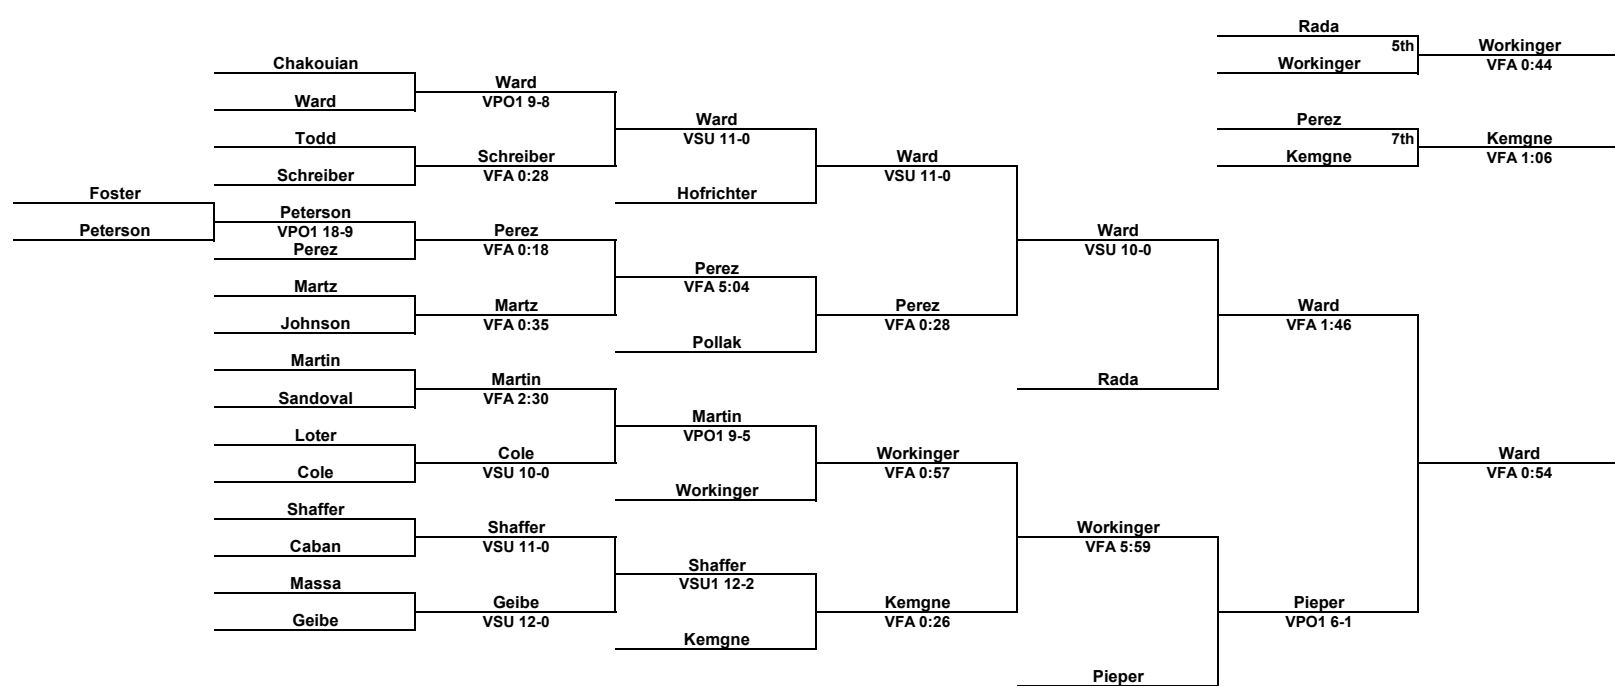 Rada
5th
Workinger
Workinger
VFA 0:44
Perez
7th
Kemgne
Kemgne
VFA 1:06
Foster
Peterson
Chakouian
Ward
Todd
Schreiber
Peterson
VPO1 18-9
Perez
Martz
Johnson
Martin
Sandoval
Loter
Cole
Shaffer
Caban
Massa
Geibe
Ward
VPO1 9-8
Schreiber
VFA 0:28
Perez
VFA 0:18
Martz
VFA 0:35
Martin
VFA 2:30
Cole
VSU 10-0
Shaffer
VSU 11-0
Geibe
VSU 12-0
Ward
VSU 11-0
Hofrichter
Perez
VFA 5:04
Pollak
Martin
VPO1 9-5
Workinger
Shaffer
VSU1 12-2
Kemgne
Ward
VSU 11-0
Perez
VFA 0:28
Workinger
VFA 0:57
Kemgne
VFA 0:26
Ward
VSU 10-0
Rada
Workinger
VFA 5:59
Pieper
Ward
VFA 1:46
Pieper
VPO1 6-1
Ward
VFA 0:54